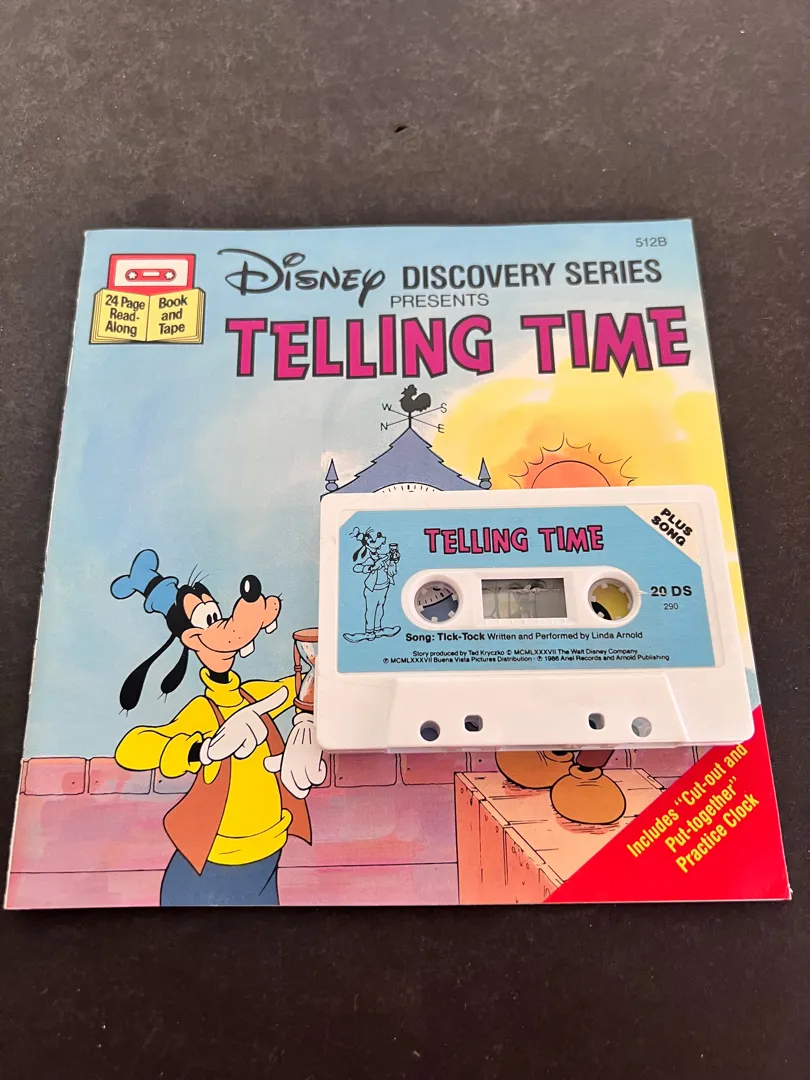 512B
DISNEY DISCOVERY SERIES
PRESENTS
TELLING TIME
24 Page
Read-
Along
Book
and
Tape
W S
N E
PLUS
SONG
TELLING TIME
20 DS
290
Song: Tick-Tock Written and Performed by Linda Arnold
Story produced by Ted Kryczko © MCMLXXXVII The Walt Disney Company
℗ MCMLXXXVII Buena Vista Pictures Distribution · ℗ 1986 Ariel Records and Arnold Publishing
Includes "Cut-out and
Put-together"
Practice Clock